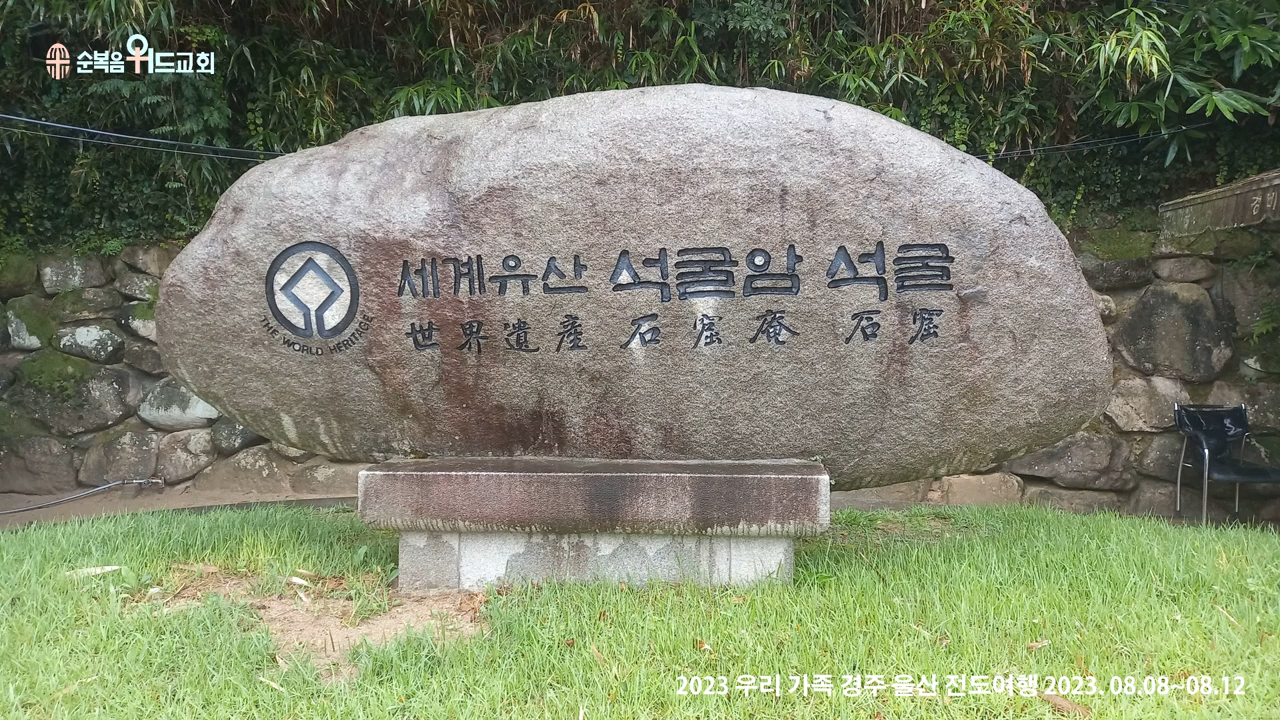 순복음위드교회
세계유산 석굴암 석굴
THE WORLD HERITAGE
世界遺産 石窟庵 石窟
2023 우리 가족 경주 울산 전도여행 2023. 08.08~08.12